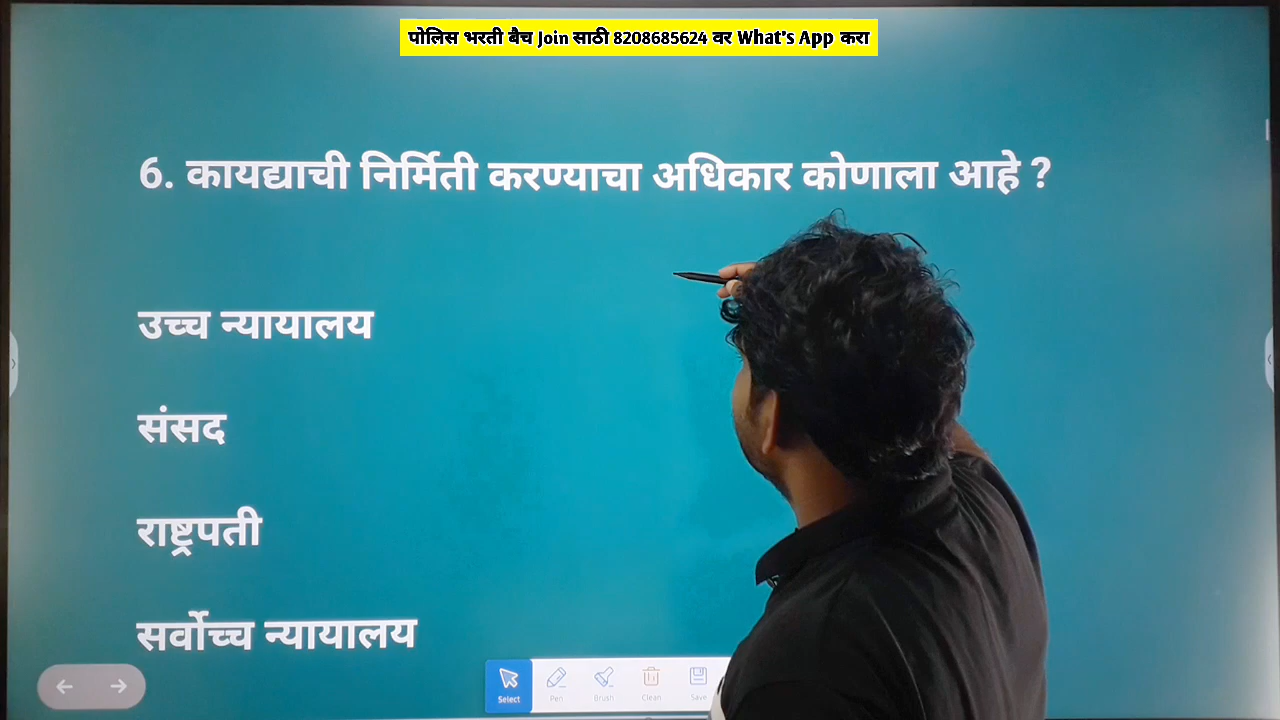 पोलिस भरती बैच Join साठी 8208685624 वर What's App करा
6. कायद्याची निर्मिती करण्याचा अधिकार कोणाला आहे ?
उच्च न्यायालय
संसद
राष्ट्रपती
सर्वोच्च न्यायालय
Select Pen Brush Clean Save